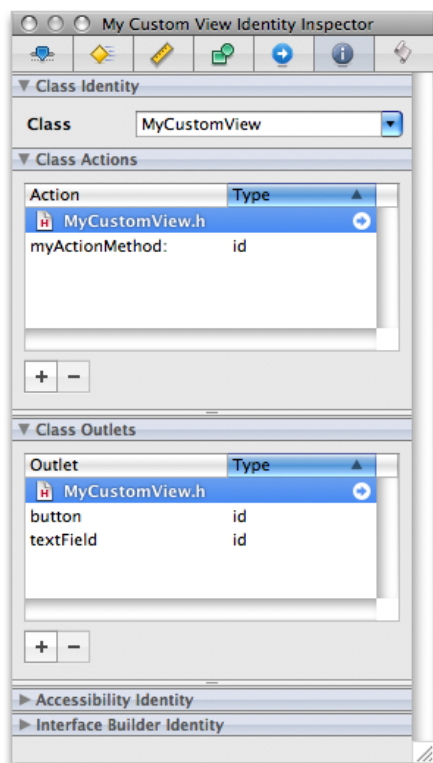 My Custom View Identity Inspector
Class Identity
Class MyCustomView
Class Actions
Action Type
MyCustomView.h
myActionMethod: id
Class Outlets
Outlet Type
MyCustomView.h
button id
textField id
Accessibility Identity
Interface Builder Identity